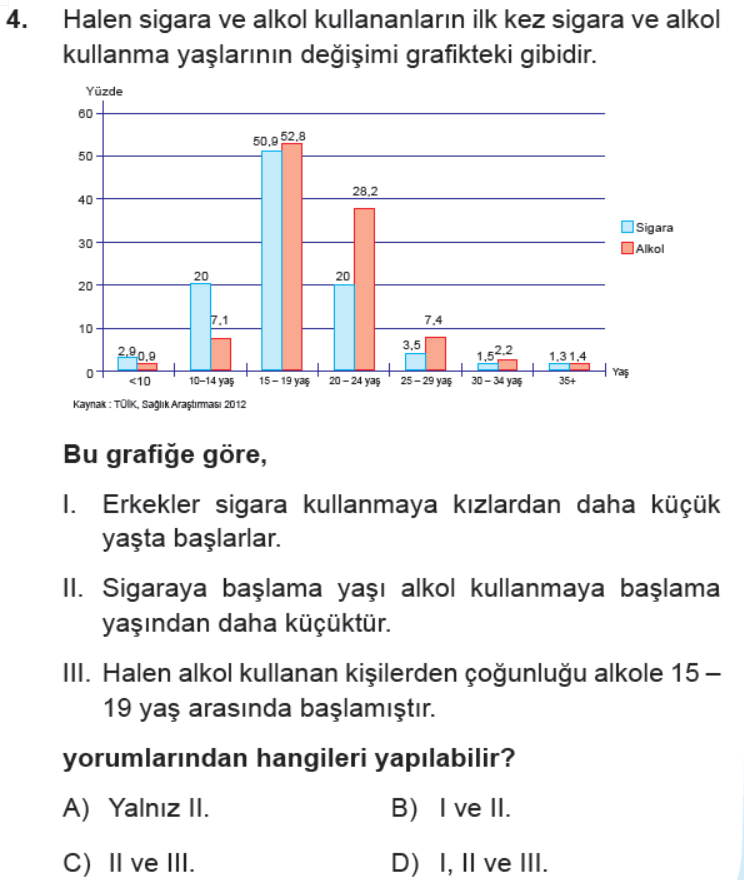 4. Halen sigara ve alkol kullananların ilk kez sigara ve alkol
kullanma yaşlarının değişimi grafikteki gibidir.
Yüzde
60
50
40
30
20
10
0
2,9 0,9
20 7,1
50,9 52,8
20 28,2
3,5 7,4
1,5 2,2
1,3 1,4
<10 10–14 yaş 15 – 19 yaş 20 – 24 yaş 25 – 29 yaş 30 – 34 yaş 35+ Yaş
Sigara
Alkol
Kaynak : TÜİK, Sağlık Araştırması 2012
Bu grafiğe göre,
I. Erkekler sigara kullanmaya kızlardan daha küçük
yaşta başlarlar.
II. Sigaraya başlama yaşı alkol kullanmaya başlama
yaşından daha küçüktür.
III. Halen alkol kullanan kişilerden çoğunluğu alkole 15 –
19 yaş arasında başlamıştır.
yorumlarından hangileri yapılabilir?
A) Yalnız II. B) I ve II.
C) II ve III. D) I, II ve III.